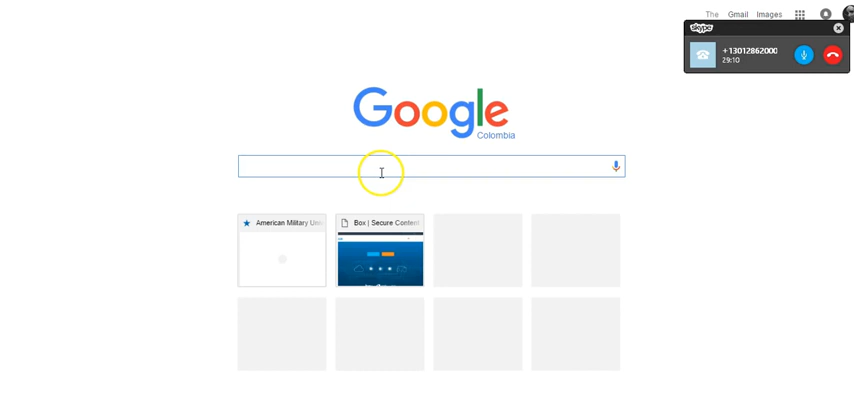 The Gmail Images
skype
+13012862000
29:10
Google
Colombia
American Military Uni
Box | Secure Content